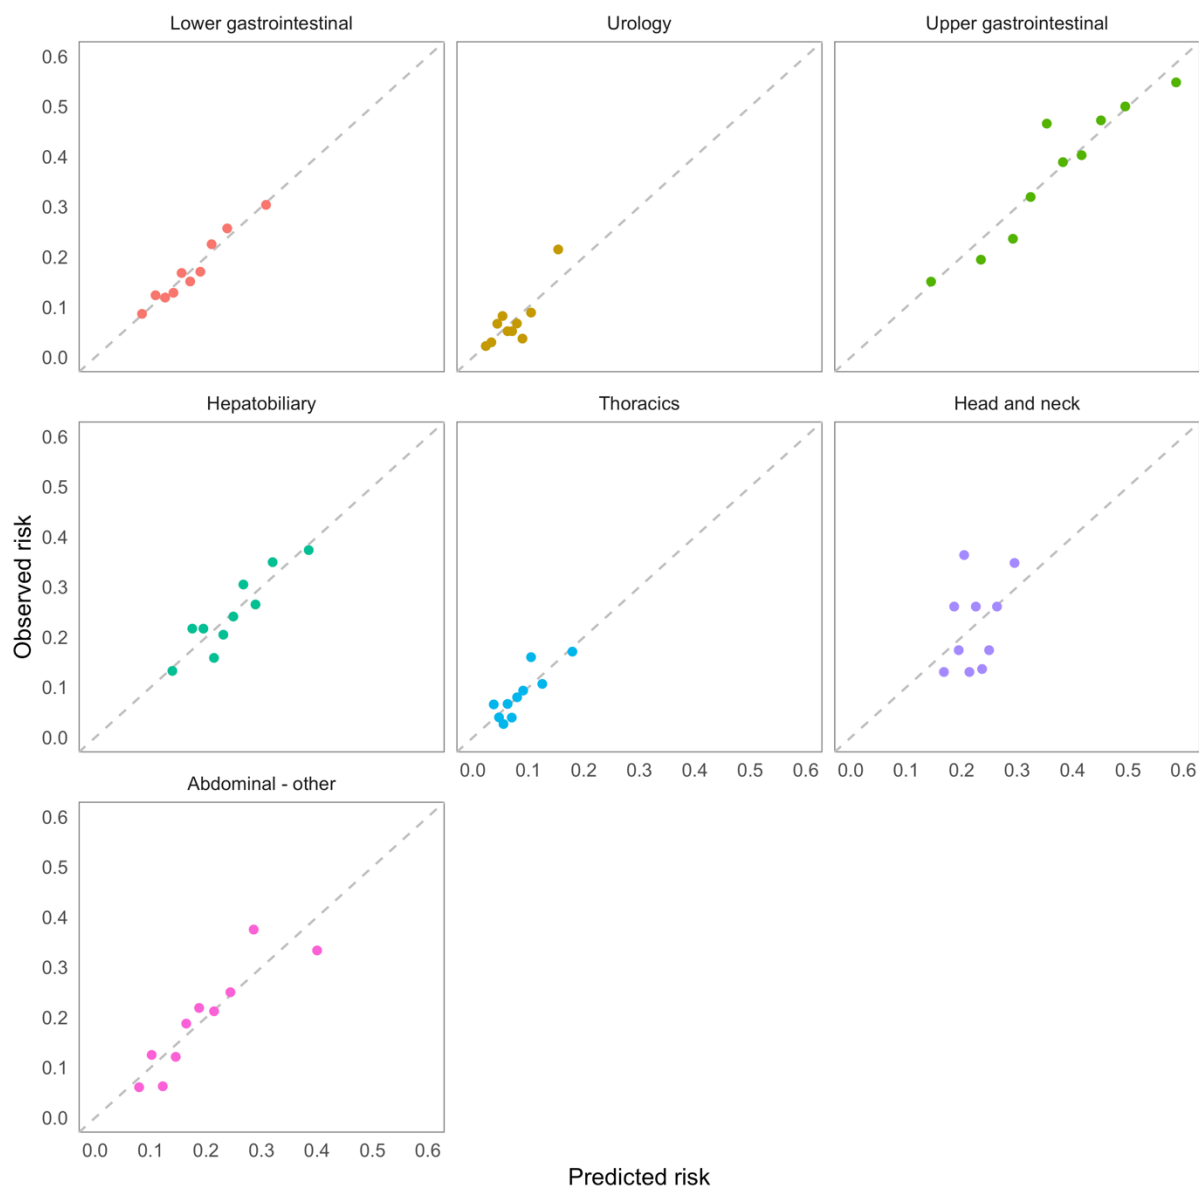 Lower gastrointestinal
Urology
Upper gastrointestinal
0.6
0.5
0.4
0.3
0.2
0.1
0.0
Hepatobiliary
Thoracics
Head and neck
0.6
0.5
0.4
0.3
0.2
0.1
0.0
Observed risk
0.0 0.1 0.2 0.3 0.4 0.5 0.6
0.0 0.1 0.2 0.3 0.4 0.5 0.6
Abdominal - other
0.6
0.5
0.4
0.3
0.2
0.1
0.0
0.0 0.1 0.2 0.3 0.4 0.5 0.6
Predicted risk